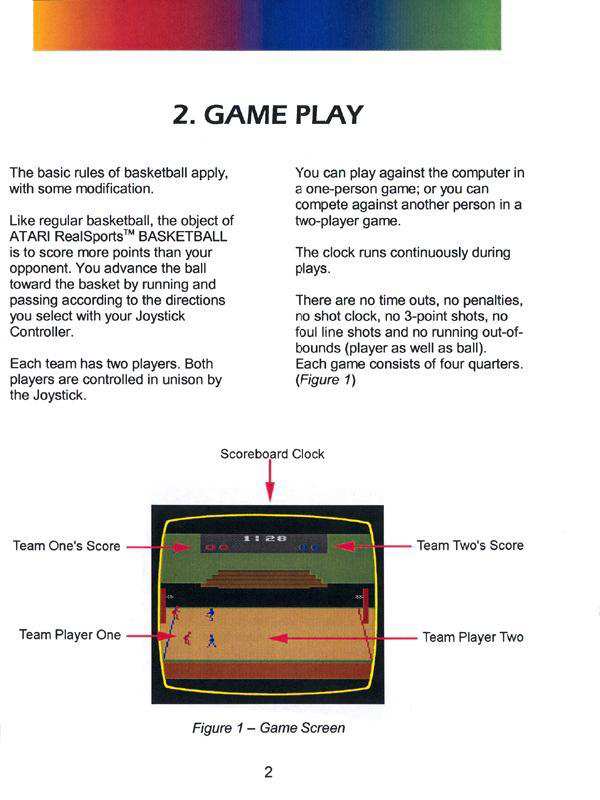 2. GAME PLAY
The basic rules of basketball apply,
with some modification.
Like regular basketball, the object of
ATARI RealSports™ BASKETBALL
is to score more points than your
opponent. You advance the ball
toward the basket by running and
passing according to the directions
you select with your Joystick
Controller.
Each team has two players. Both
players are controlled in unison by
the Joystick.
You can play against the computer in
a one-person game; or you can
compete against another person in a
two-player game.
The clock runs continuously during
plays.
There are no time outs, no penalties,
no shot clock, no 3-point shots, no
foul line shots and no running out-of-
bounds (player as well as ball).
Each game consists of four quarters.
(Figure 1)
Scoreboard Clock
11:28
Team One's Score
00
00
Team Two's Score
Team Player One
Team Player Two
Figure 1 – Game Screen
2